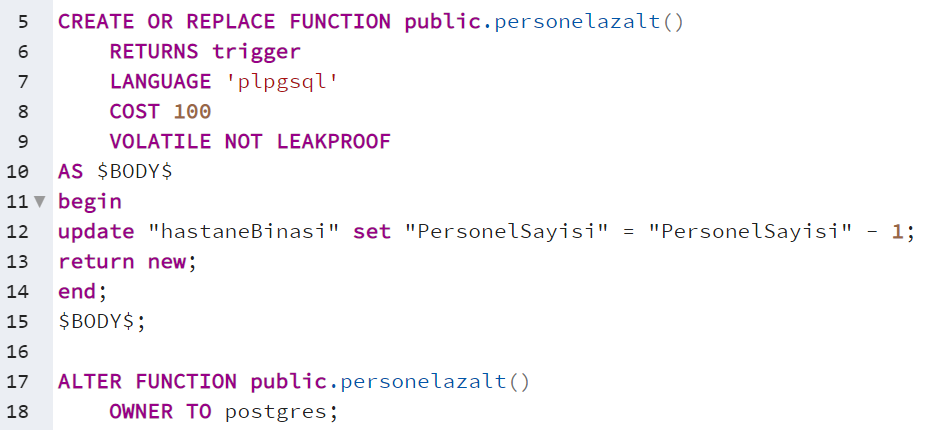 5 CREATE OR REPLACE FUNCTION public.personelazalt()
6 RETURNS trigger
7 LANGUAGE 'plpgsql'
8 COST 100
9 VOLATILE NOT LEAKPROOF
10 AS $BODY$
11 begin
12 update "hastaneBinasi" set "PersonelSayisi" = "PersonelSayisi" - 1;
13 return new;
14 end;
15 $BODY$;
16
17 ALTER FUNCTION public.personelazalt()
18 OWNER TO postgres;